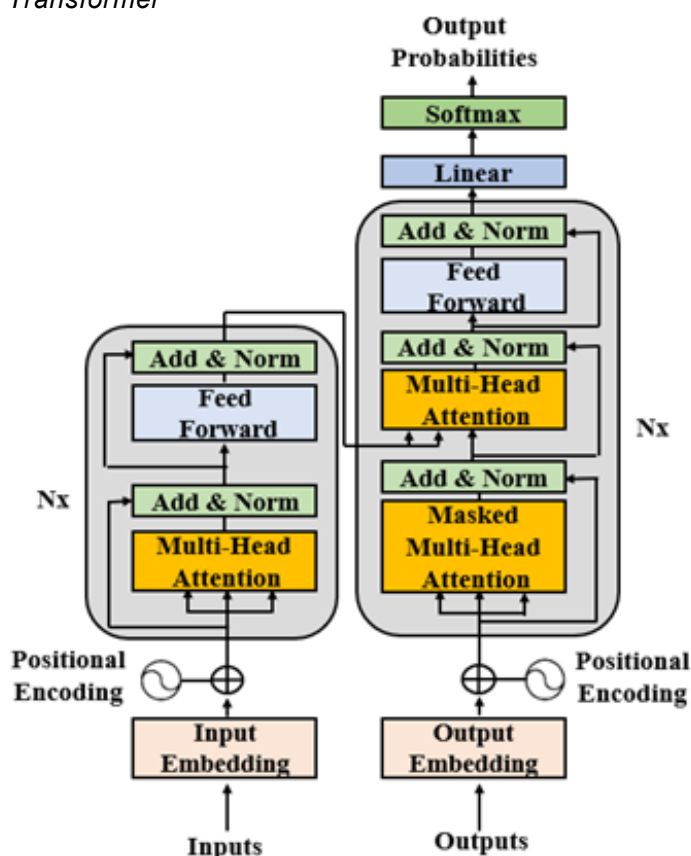 Transformer
Output
Probabilities
Softmax
Linear
Add & Norm
Feed
Forward
Add & Norm
Multi-Head
Attention
Nx
Add & Norm
Masked
Multi-Head
Attention
Add & Norm
Feed
Forward
Nx
Add & Norm
Multi-Head
Attention
Positional
Encoding
Positional
Encoding
Input
Embedding
Output
Embedding
Inputs
Outputs